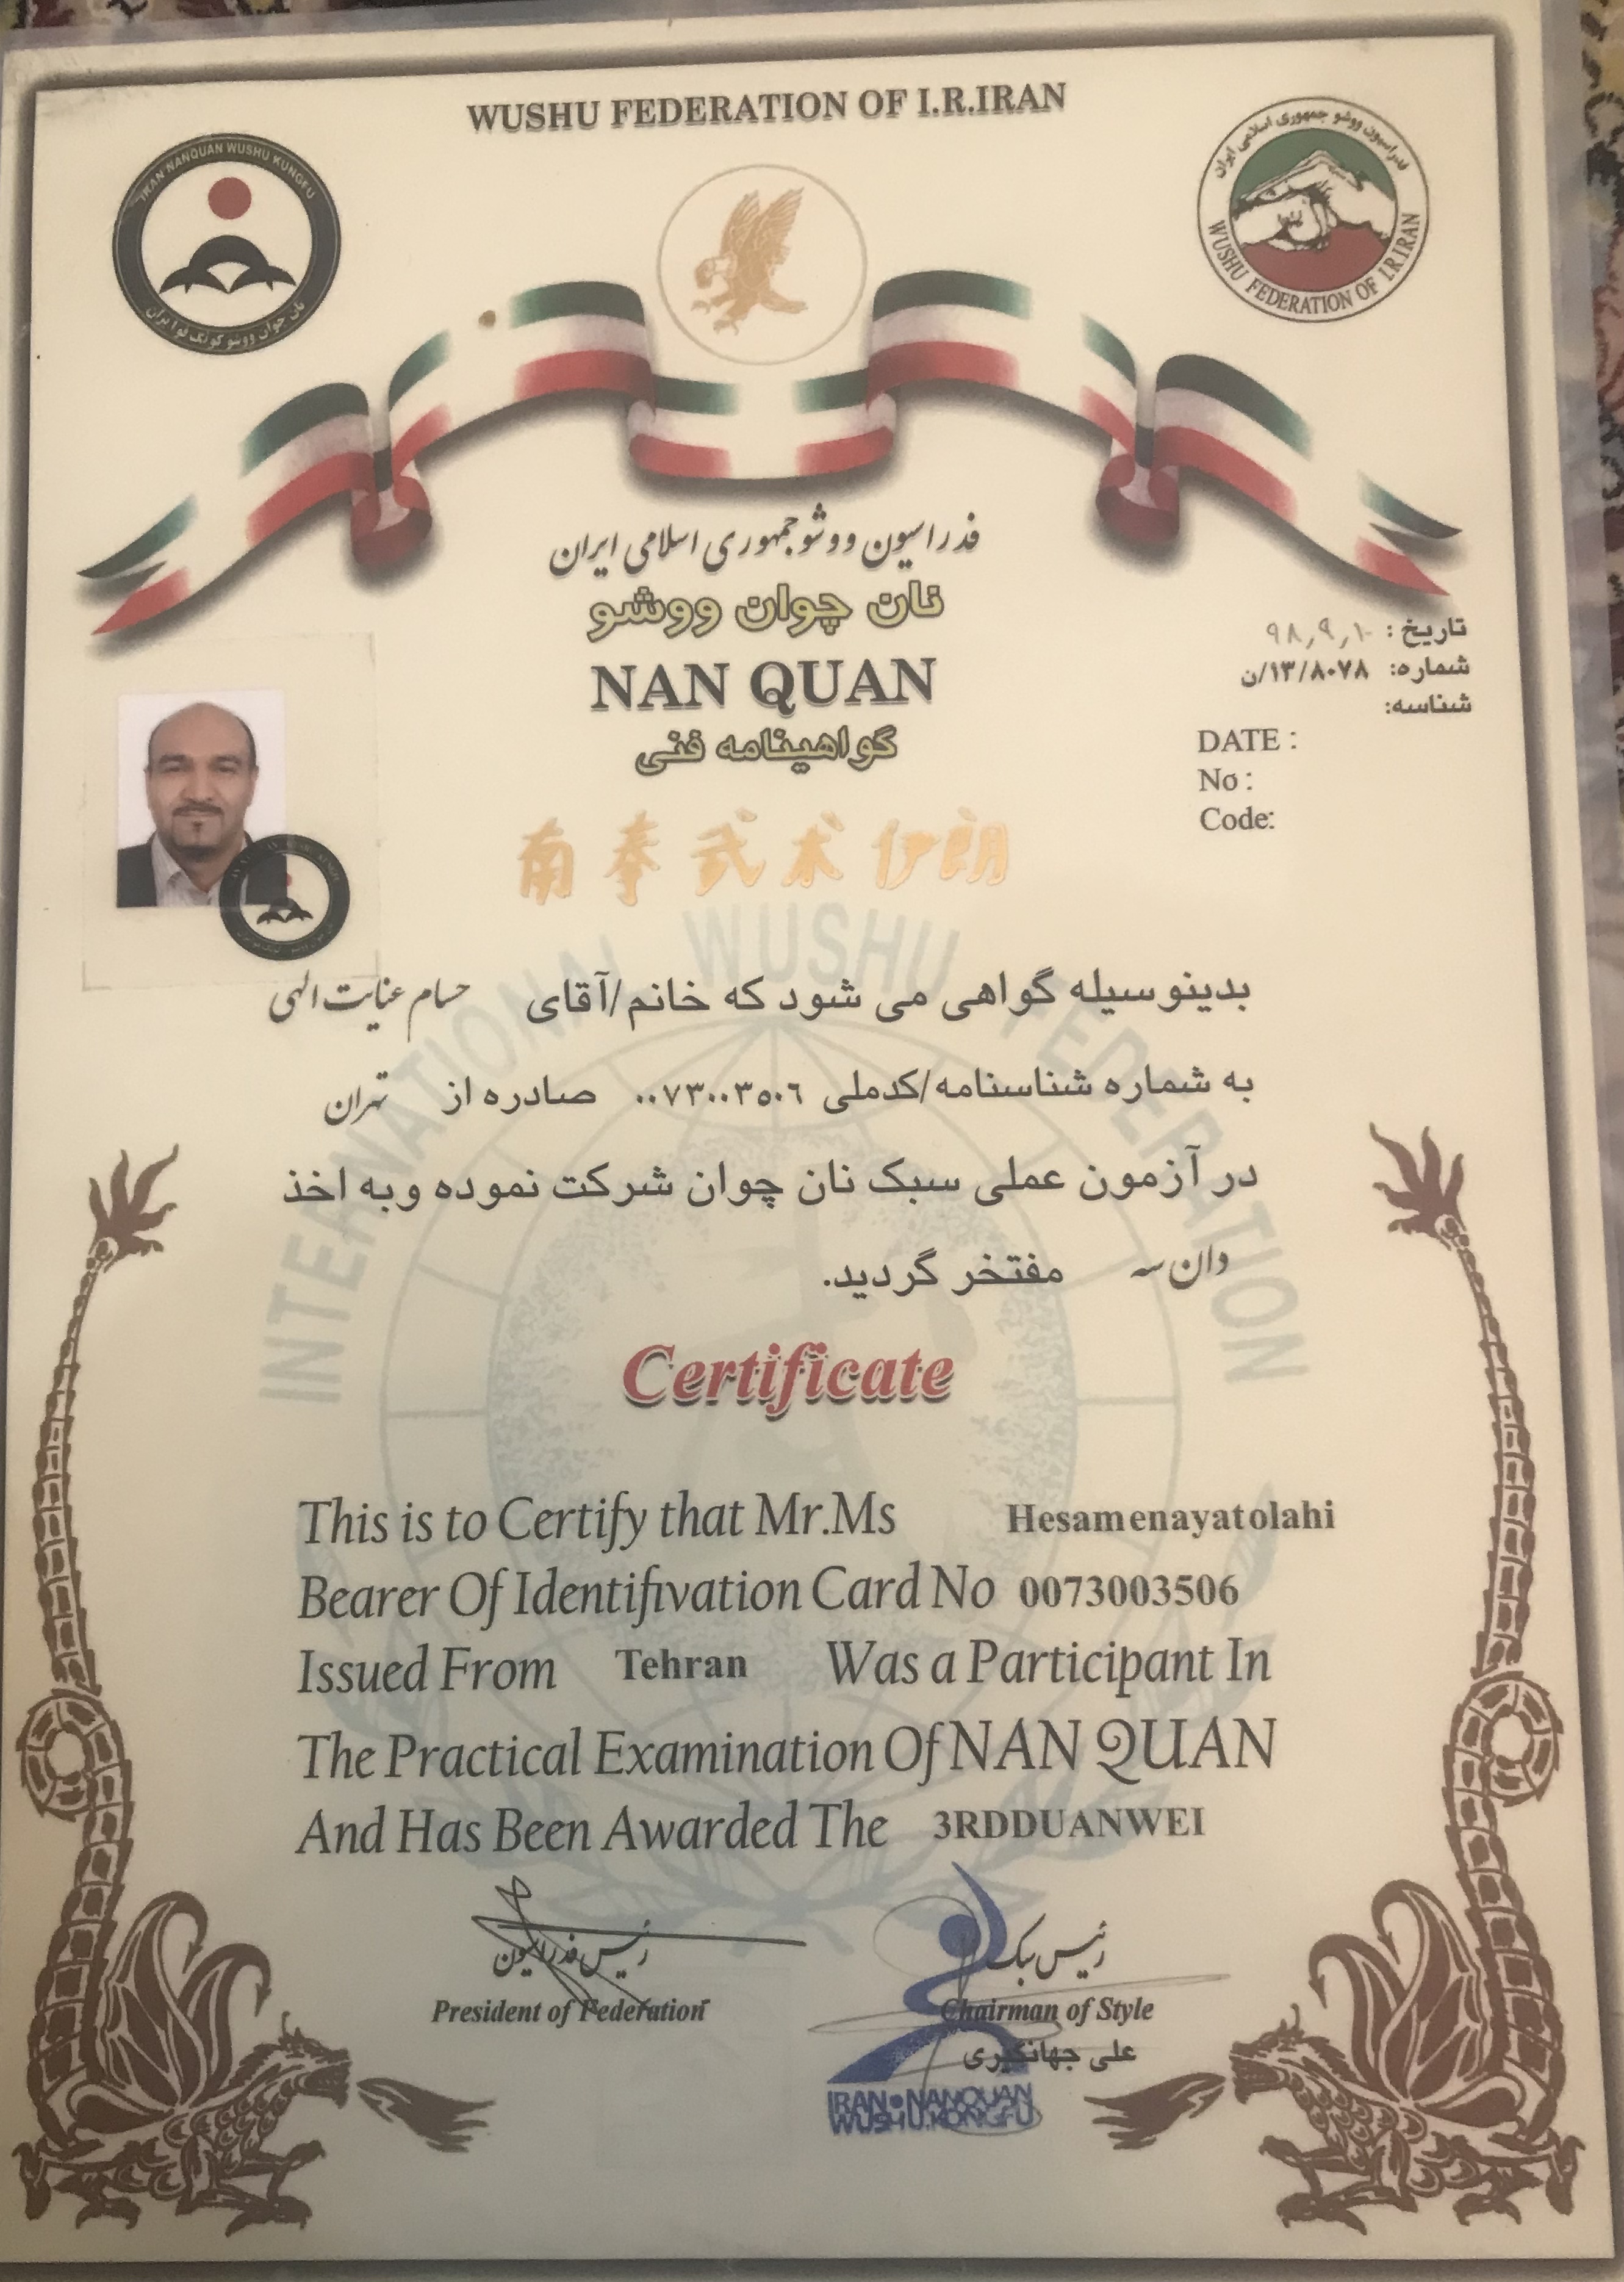 WUSHU FEDERATION OF I.R.IRAN
IRAN NANQUAN WUSHU KUNGFU
نان چوان ووشو کونگ فو ایران
فدراسیون ووشو جمهوری اسلامی ایران
WUSHU FEDERATION OF I.R.IRAN
فدراسیون ووشو جمهوری اسلامی ایران
نان چوان ووشو
NAN QUAN
گواهینامه فنی
南拳武术伊朗
تاریخ: ۹۸٫۹٫۱۰
شماره: ۱۳/۸۰۷۸/ن
شناسه:
DATE :
No :
Code:
INTERNATIONAL WUSHU FEDERATION
بدینوسیله گواهی می شود که خانم/آقای حسام عنایت الهی
به شماره شناسنامه/کدملی ۰۰۷۳۰۰۳۵۰۶ صادره از تهران
در آزمون عملی سبک نان چوان شرکت نموده وبه اخذ
دان سه مفتخر گردید.
Certificate
This is to Certify that Mr.Ms Hesamenayatolahi
Bearer Of Identifivation Card No 0073003506
Issued From Tehran Was a Participant In
The Practical Examination Of NAN QUAN
And Has Been Awarded The 3RDDUANWEI
رئیس فدراسیون
President of Federation
رئیس سبک
Chairman of Style
علی جهانگیری
IRAN NANQUAN
WUSHU.KONGFU